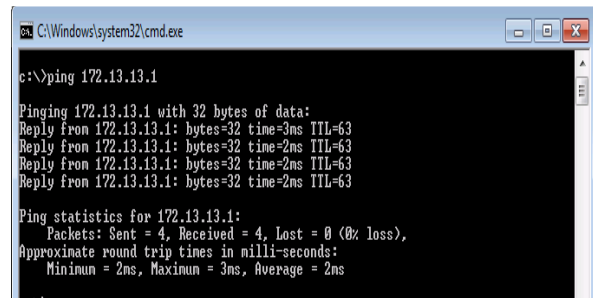 C:\Windows\system32\cmd.exe
c:\>ping 172.13.13.1
Pinging 172.13.13.1 with 32 bytes of data:
Reply from 172.13.13.1: bytes=32 time=3ms TTL=63
Reply from 172.13.13.1: bytes=32 time=2ms TTL=63
Reply from 172.13.13.1: bytes=32 time=2ms TTL=63
Reply from 172.13.13.1: bytes=32 time=2ms TTL=63
Ping statistics for 172.13.13.1:
Packets: Sent = 4, Received = 4, Lost = 0 (0% loss),
Approximate round trip times in milli-seconds:
Minimum = 2ms, Maximum = 3ms, Average = 2ms